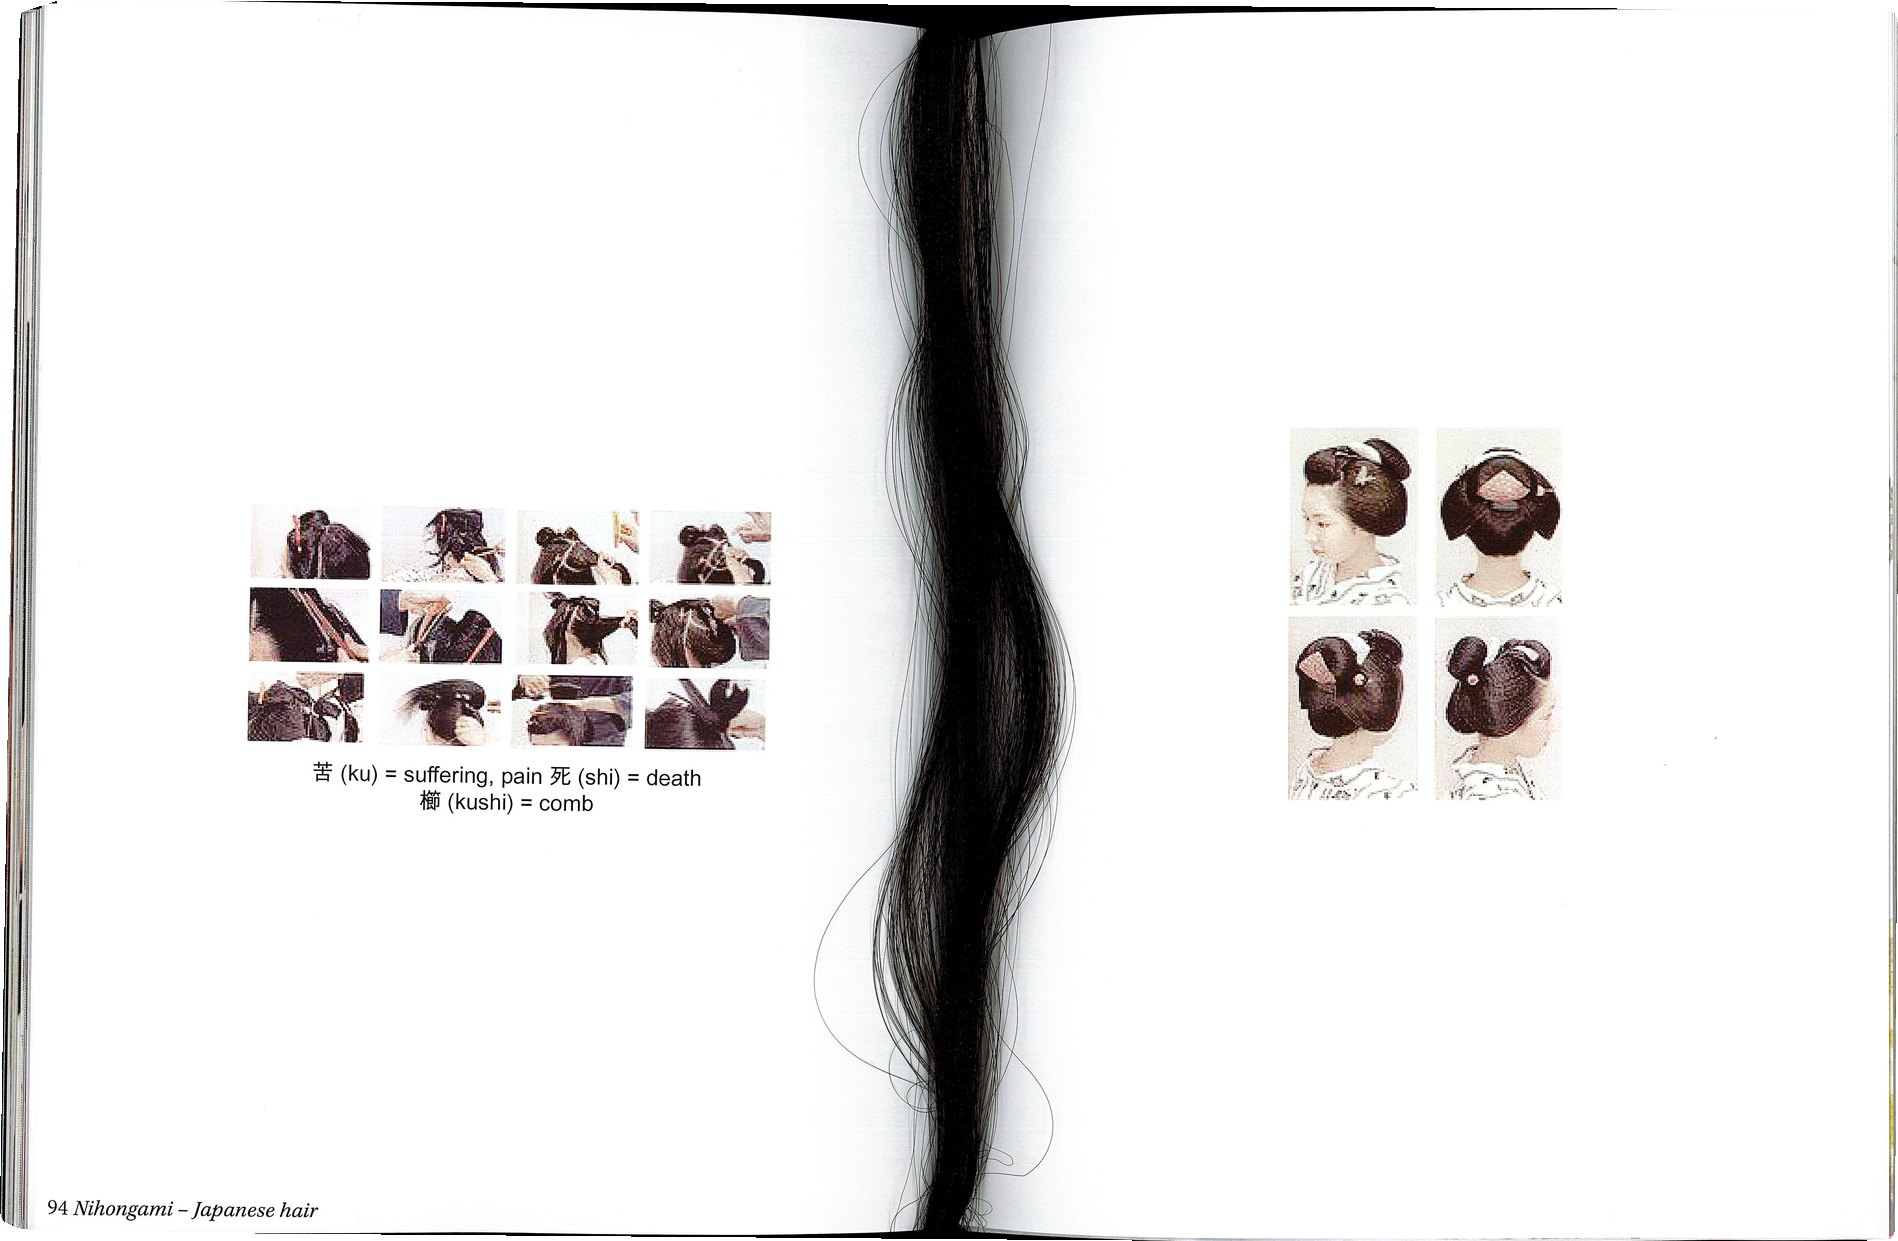 苦 (ku) = suffering, pain 死 (shi) = death
櫛 (kushi) = comb
94 Nihongami – Japanese hair